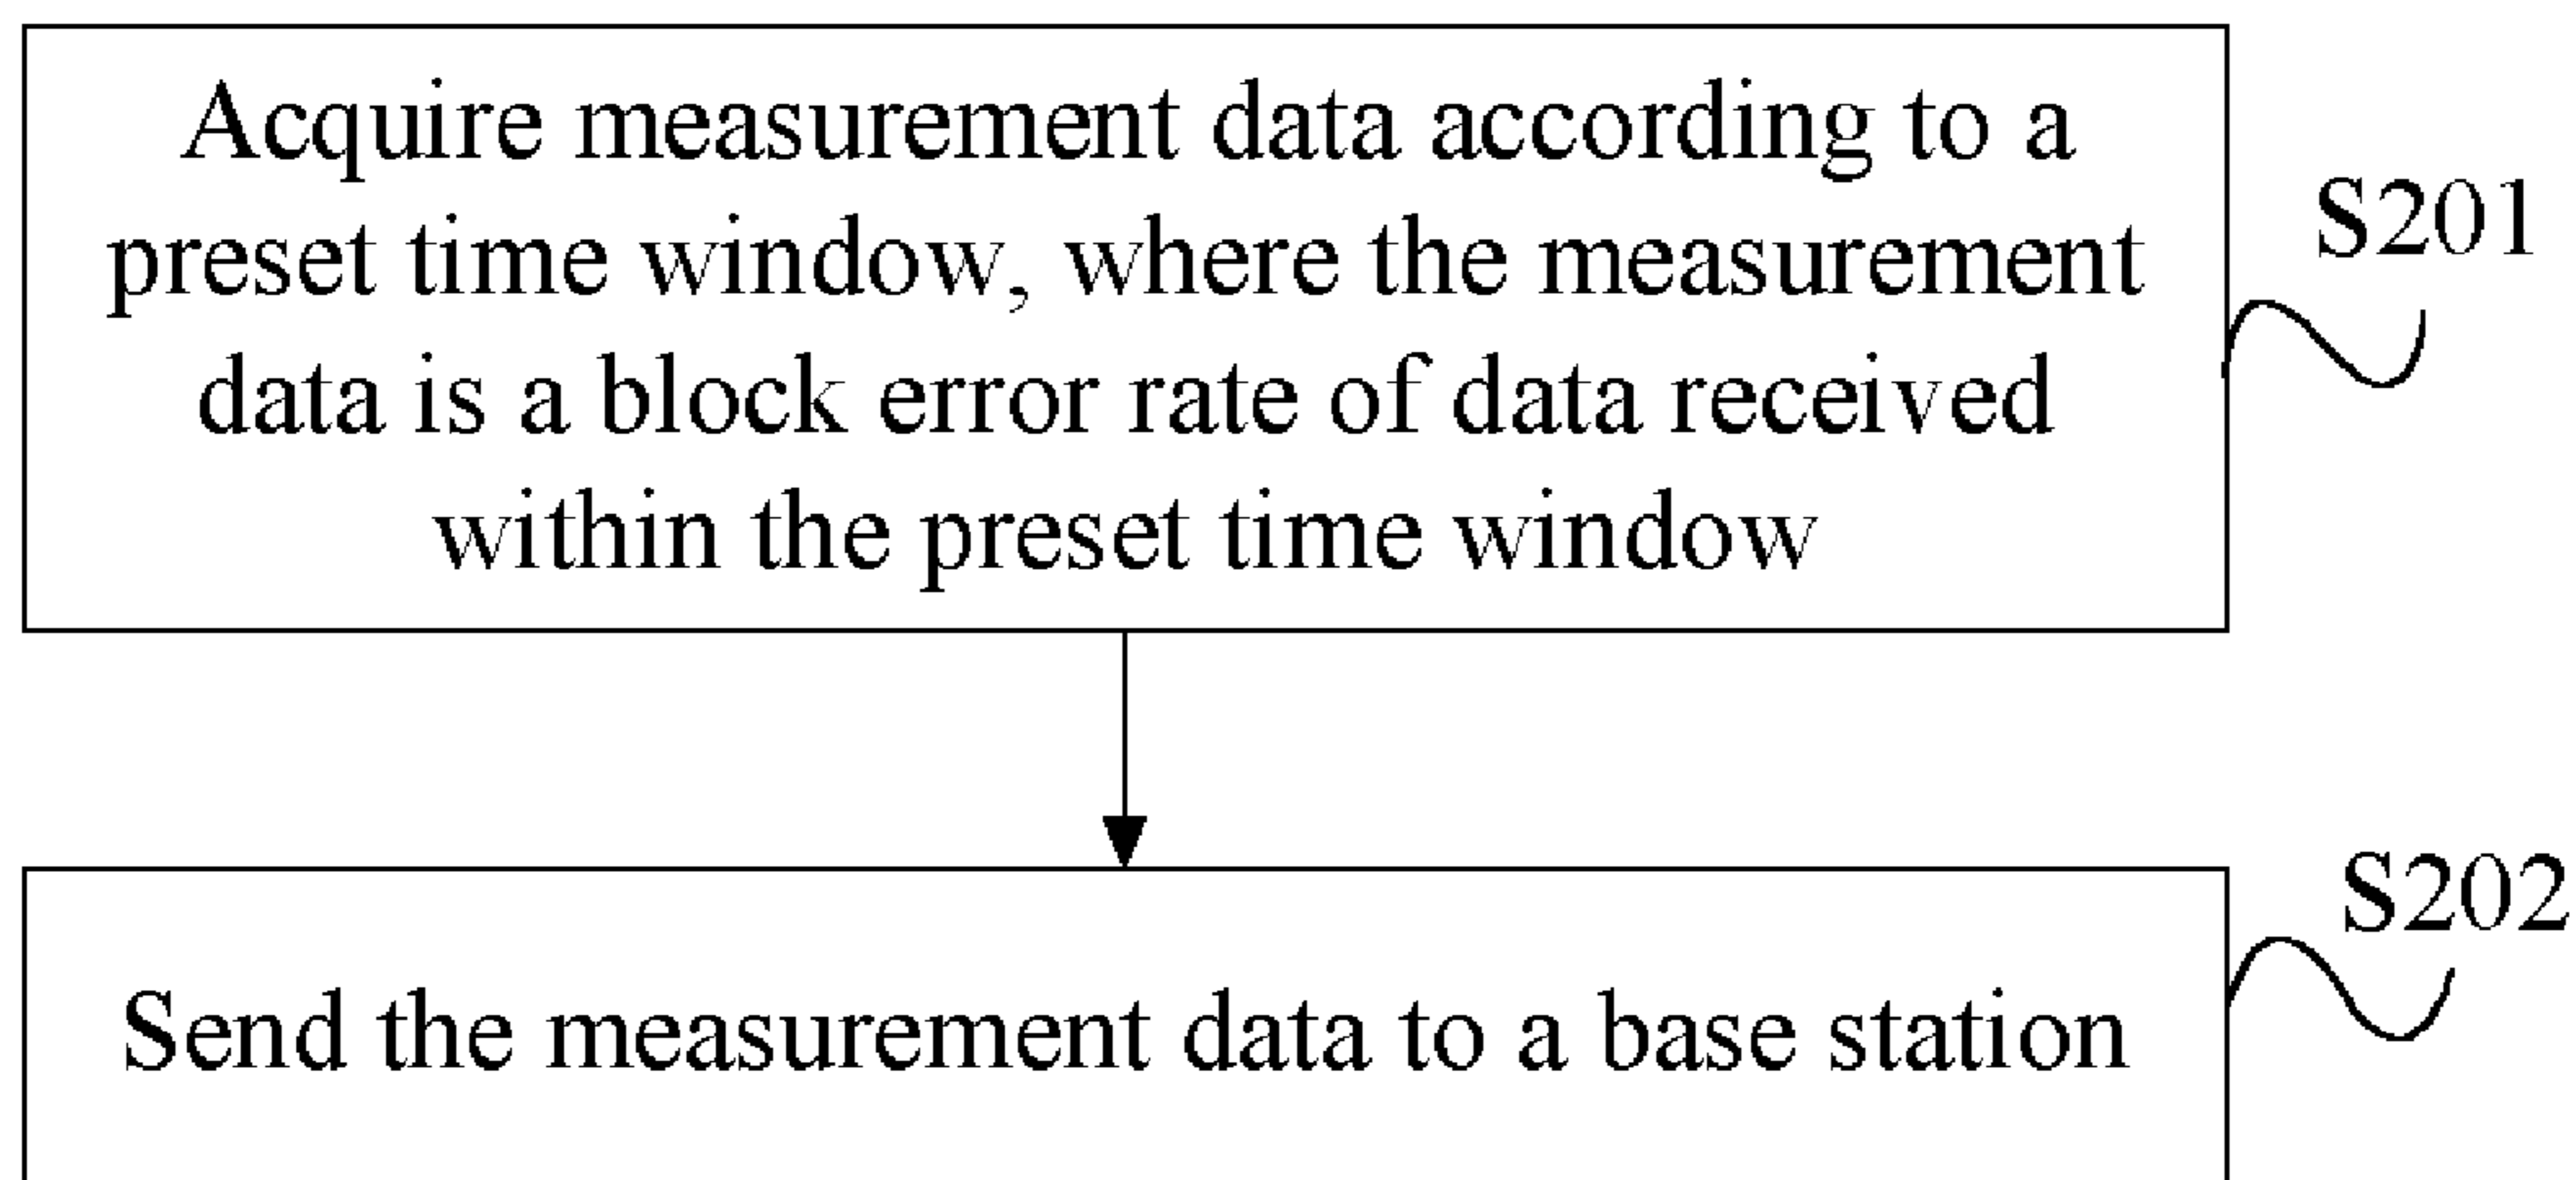 Acquire measurement data according to a
preset time window, where the measurement
data is a block error rate of data received
within the preset time window
S201
S202
Send the measurement data to a base station